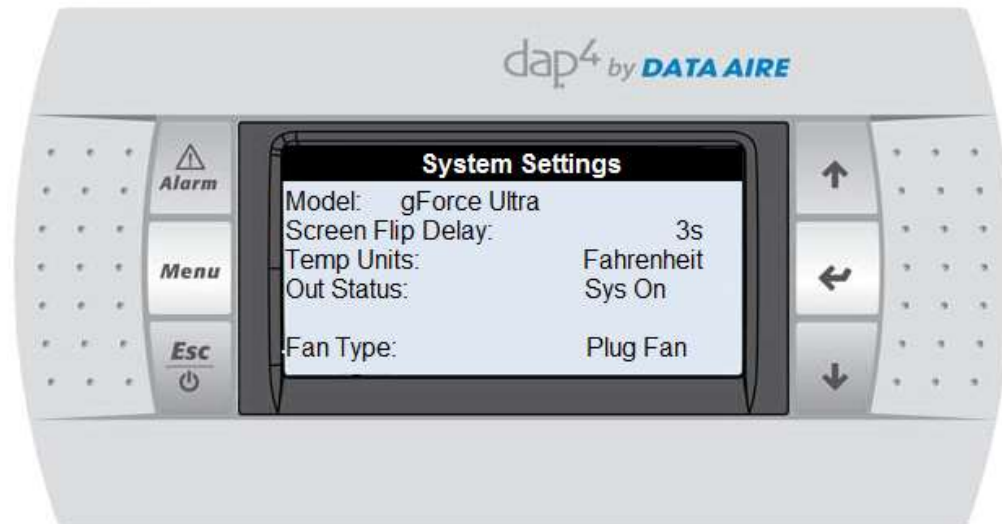 dap4 by DATA AIRE
System Settings
Alarm
Model: gForce Ultra
Screen Flip Delay: 3s
Temp Units: Fahrenheit
Menu
Out Status: Sys On
Fan Type: Plug Fan
Esc